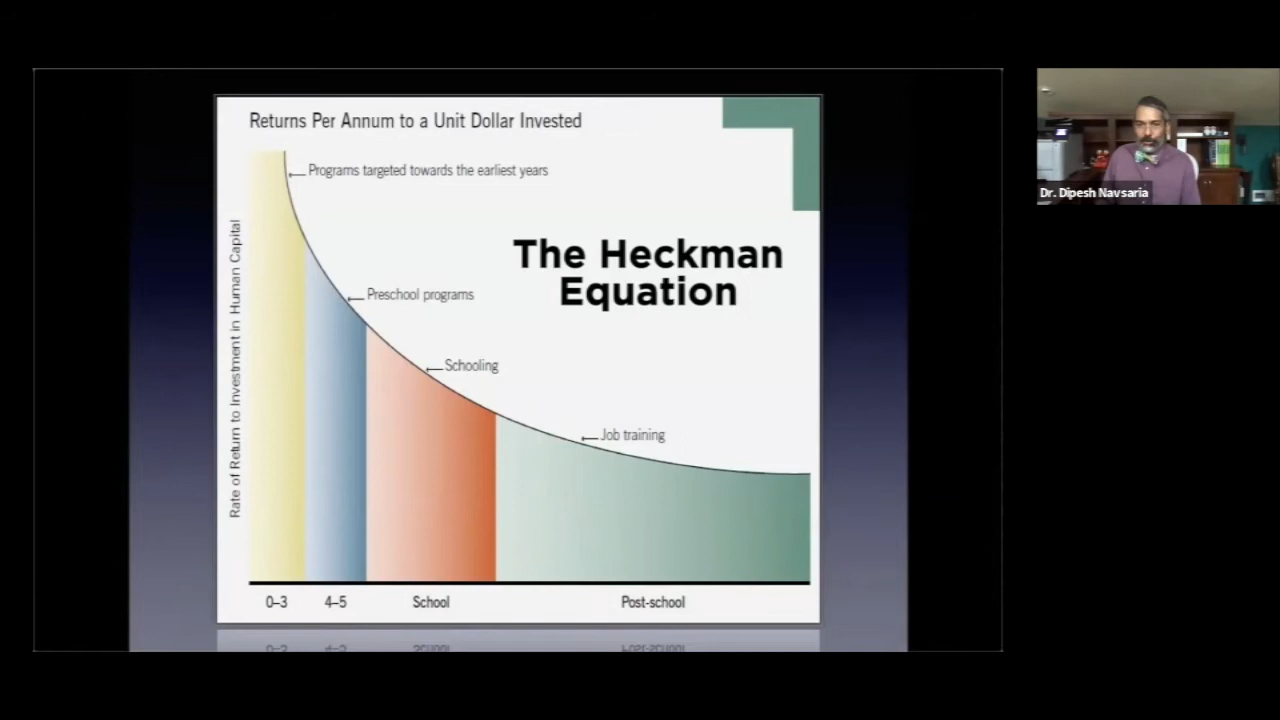 Returns Per Annum to a Unit Dollar Invested
Programs targeted towards the earliest years
Rate of Return to Investment in Human Capital
The Heckman
Equation
Preschool programs
Schooling
Job training
0–3
4–5
School
Post-school
Dr. Dipesh Navsaria